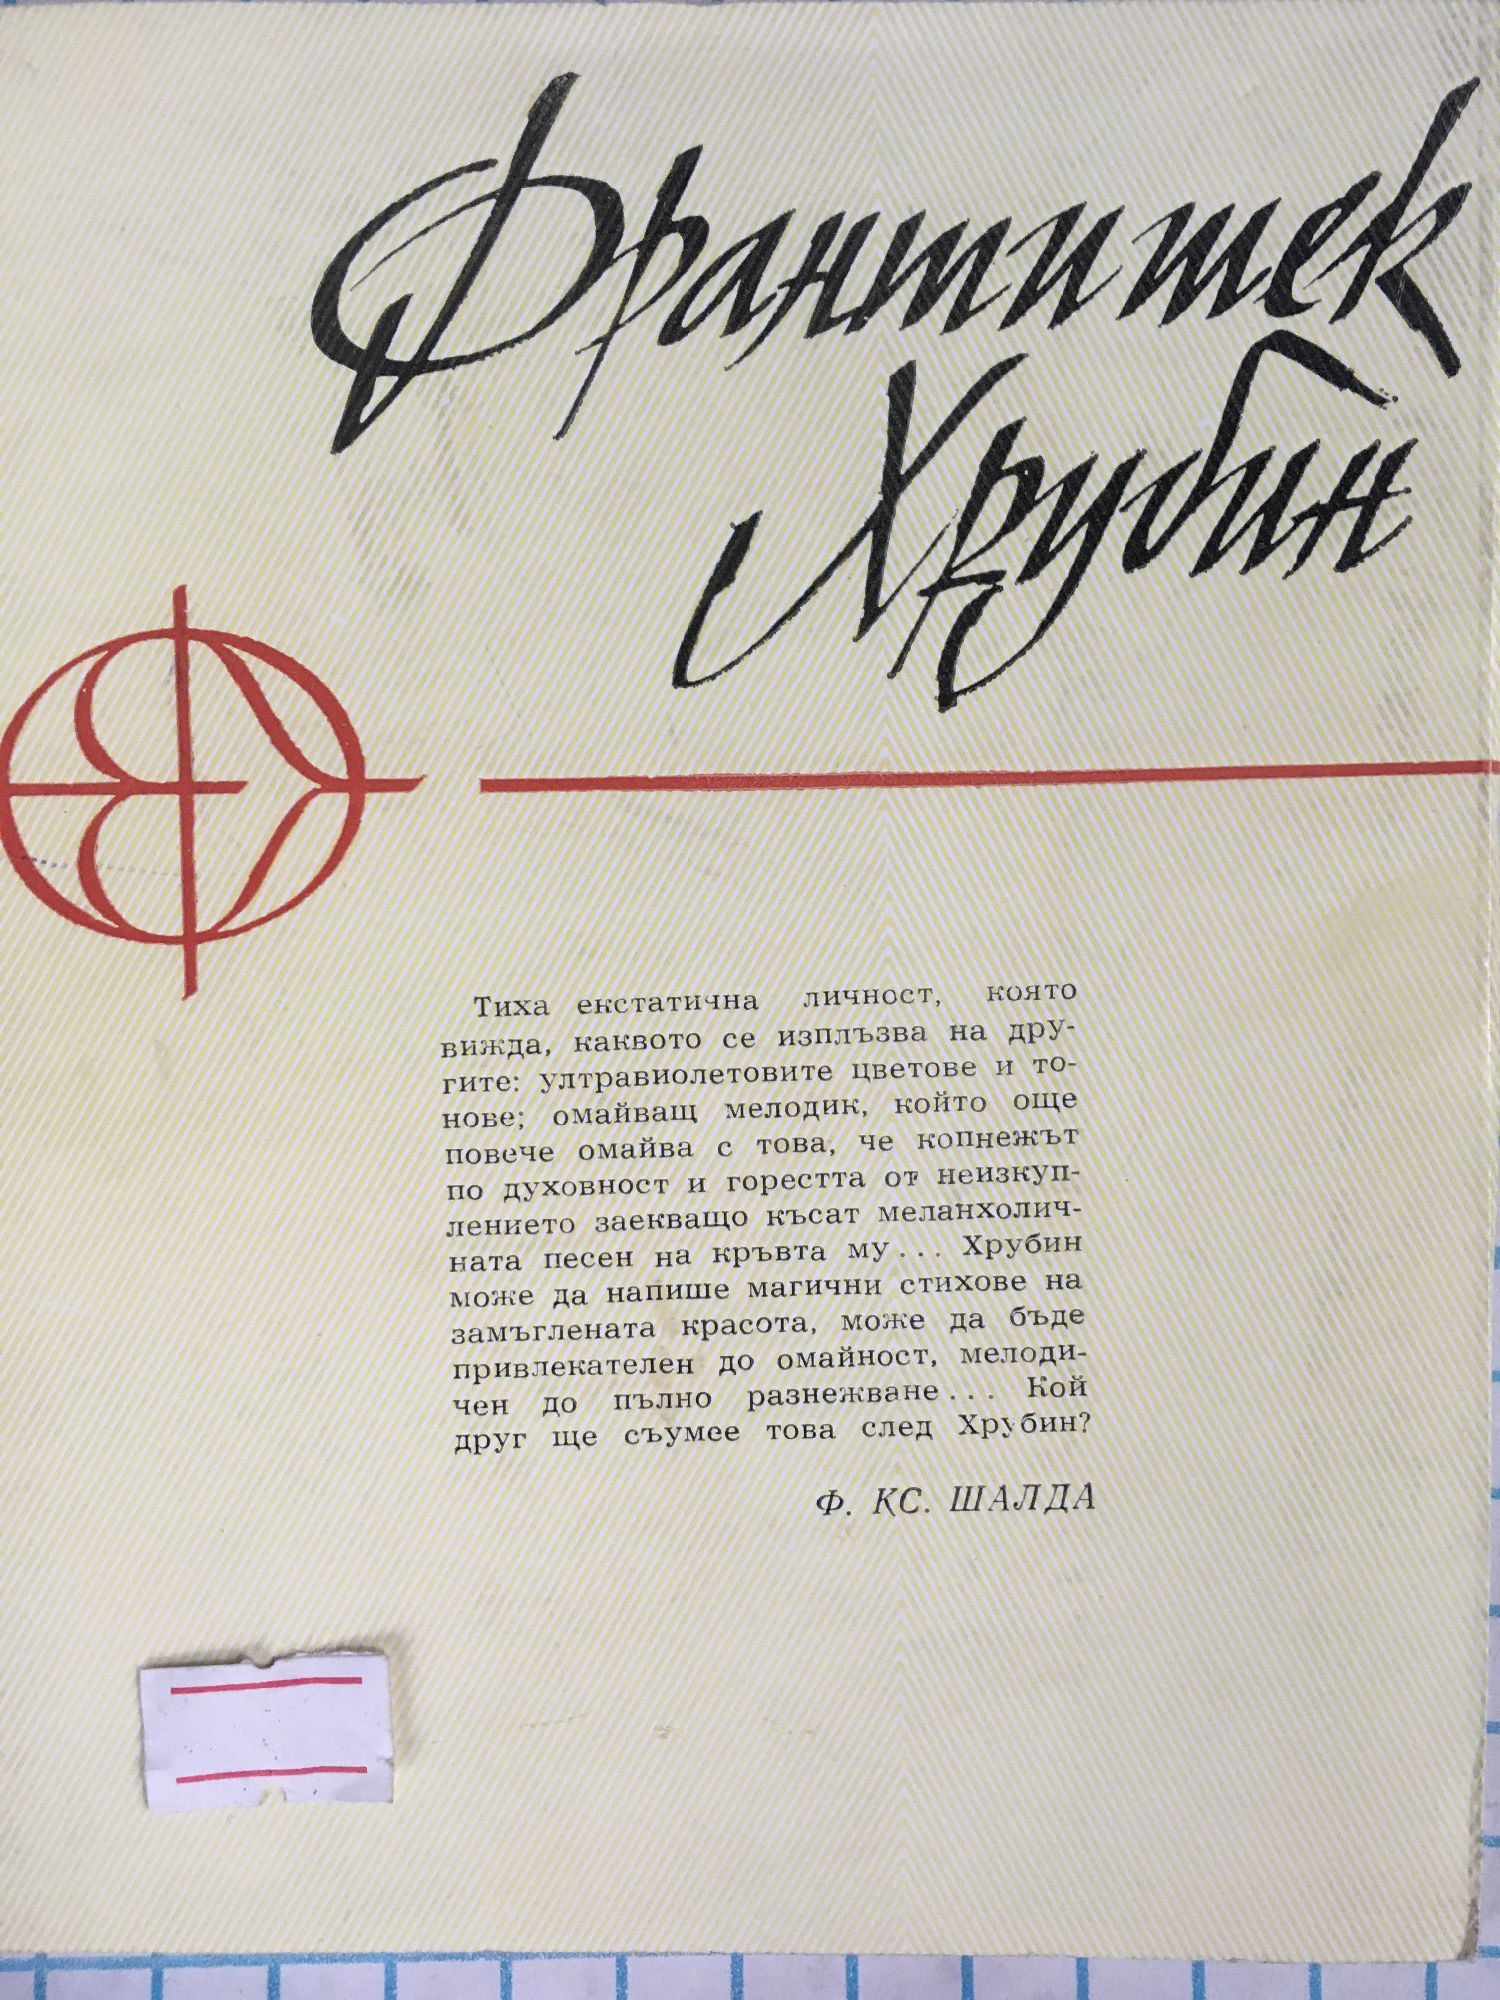 Франтишек
Хрубин
Тиха екстатична личност, която
вижда, каквото се изплъзва на дру-
гите: ултравиолетовите цветове и то-
нове; омайващ мелодик, който още
повече омайва с това, че копнежът
по духовност и горестта от неизкуп-
лението заекващо късат меланхолич-
ната песен на кръвта му... Хрубин
може да напише магични стихове на
замъглената красота, може да бъде
привлекателен до омайност, мелоди-
чен до пълно разнежване... Кой
друг ще съумее това след Хрубин?
Ф. КС. ШАЛДА